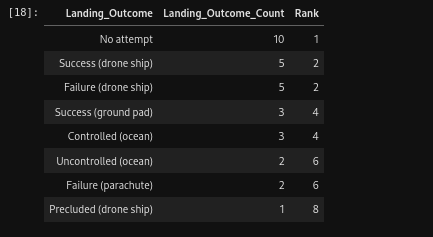 [18]: Landing_Outcome Landing_Outcome_Count Rank
No attempt 10 1
Success (drone ship) 5 2
Failure (drone ship) 5 2
Success (ground pad) 3 4
Controlled (ocean) 3 4
Uncontrolled (ocean) 2 6
Failure (parachute) 2 6
Precluded (drone ship) 1 8